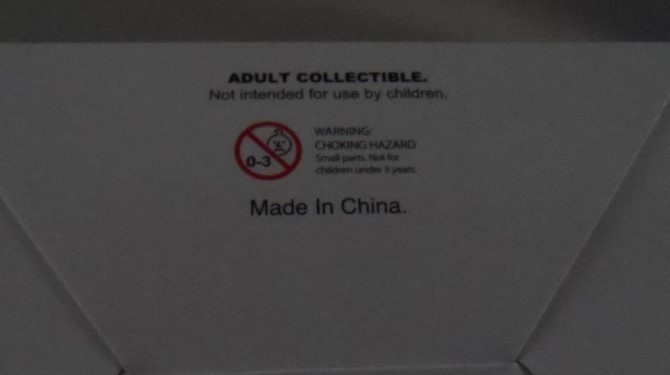 ADULT COLLECTIBLE.
Not intended for use by children.
WARNING:
CHOKING HAZARD
0-3
Small parts. Not for
children under 3 years.
Made In China.